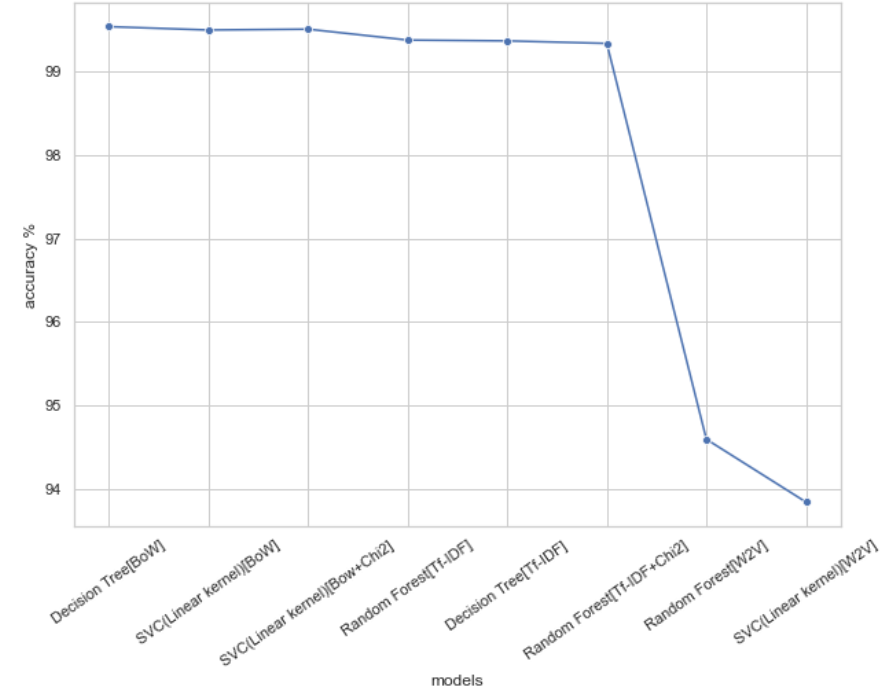 99
98
97
96
95
94
accuracy %
Decision Tree[BoW]
SVC(Linear kernel)[BoW]
SVC(Linear kernel)[Bow+Chi2]
Random Forest[Tf-IDF]
Decision Tree[Tf-IDF]
Random Forest[Tf-IDF+Chi2]
Random Forest[W2V]
SVC(Linear kernel)[W2V]
models